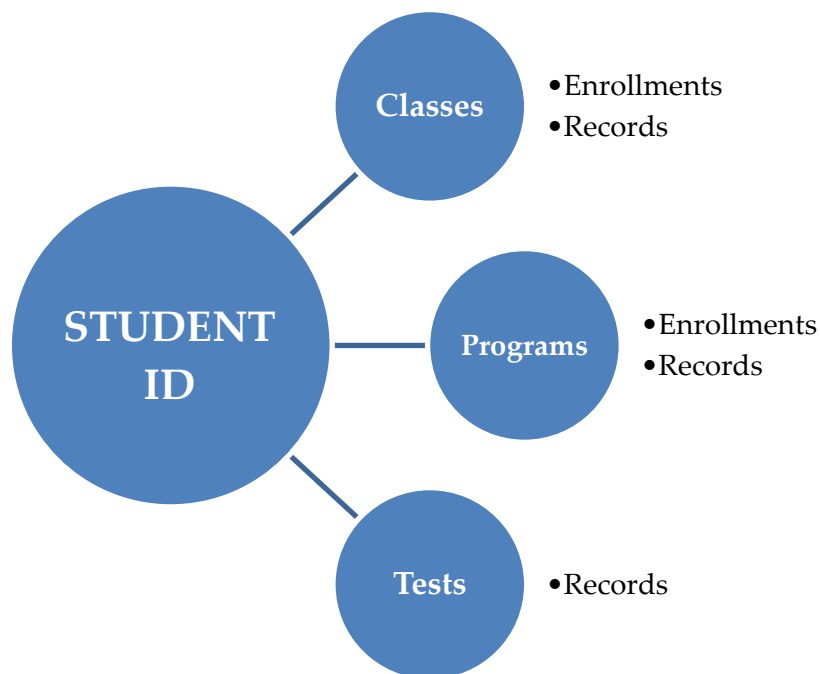 STUDENT
ID
Classes
•Enrollments
•Records
Programs
•Enrollments
•Records
Tests
•Records